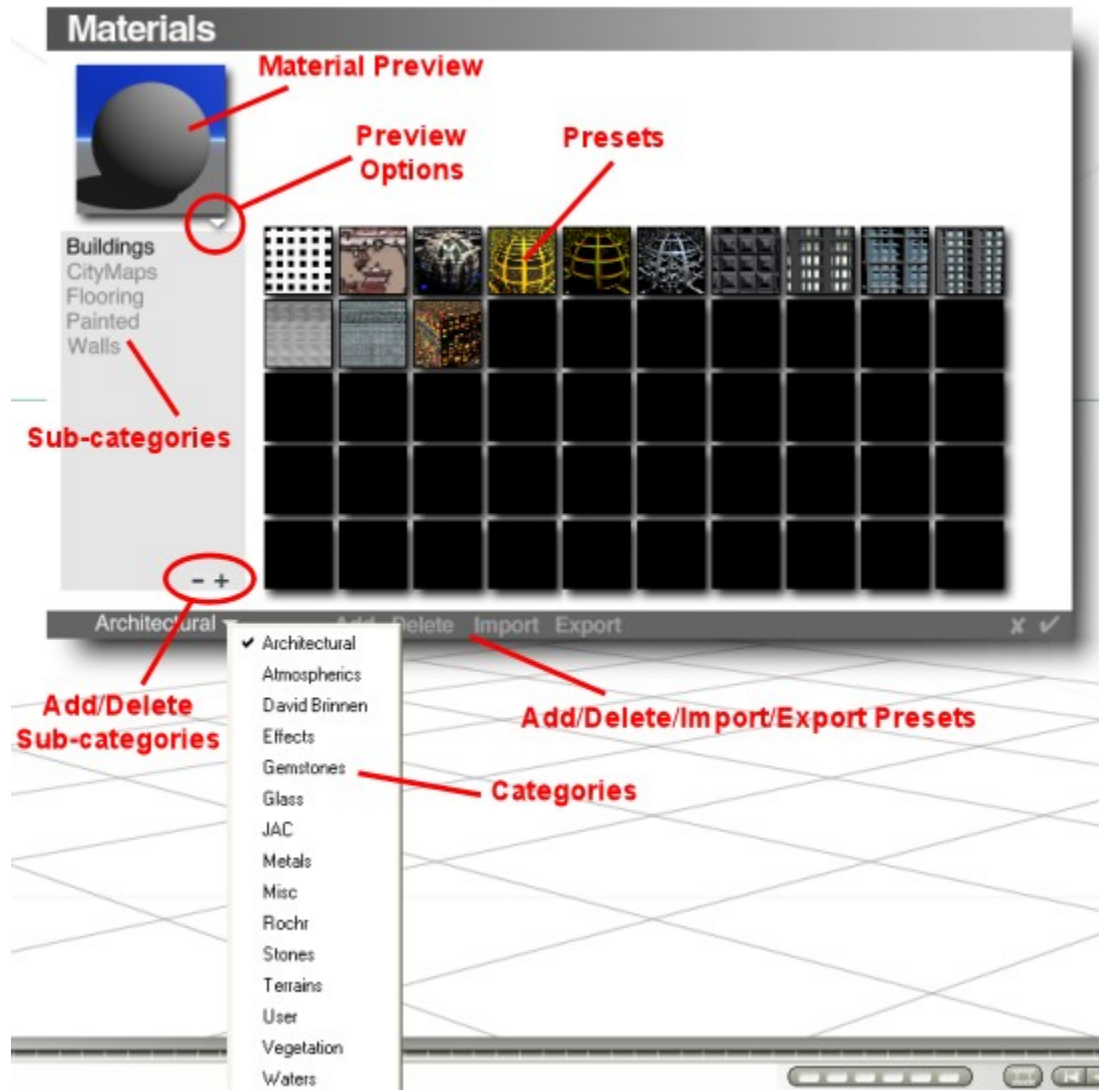 Materials
Material Preview
Preview
Options
Presets
Buildings
CityMaps
Flooring
Painted
Walls
Sub-categories
- +
Architectural
Add Delete Import Export
Add/Delete
Sub-categories
Add/Delete/Import/Export Presets
Categories
Architectural
Atmospherics
David Brinnen
Effects
Gemstones
Glass
JAC
Metals
Misc
Rochr
Stones
Terrains
User
Vegetation
Waters